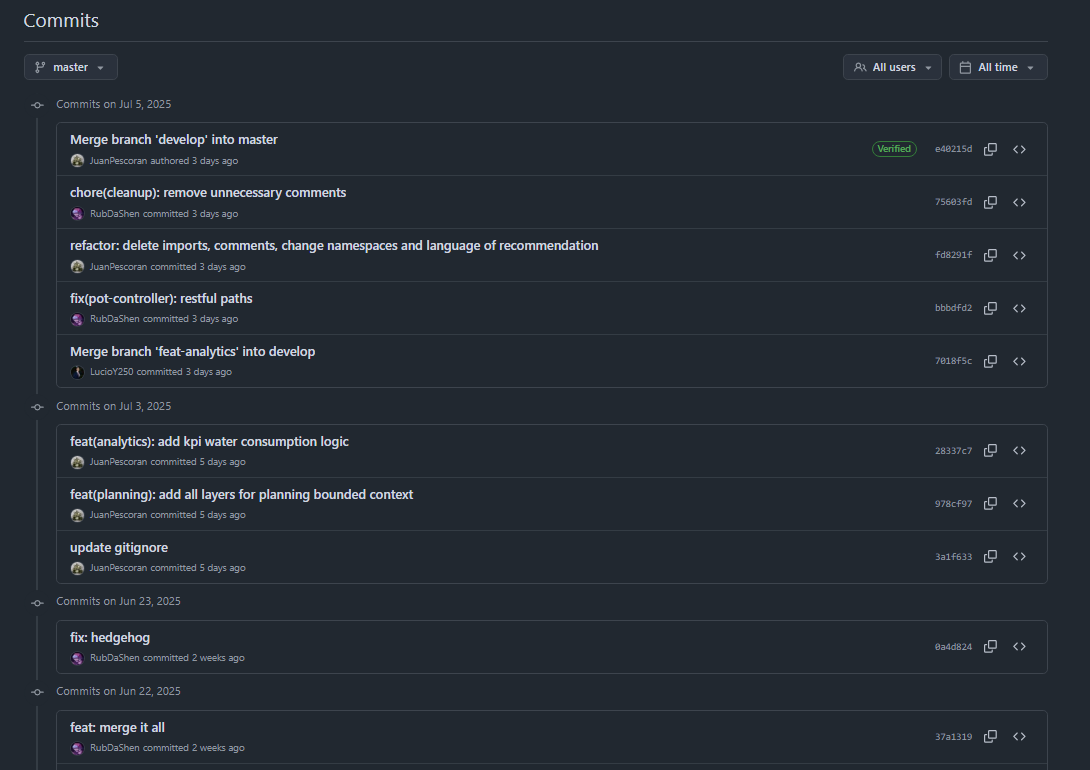 Commits
master
All users
All time
Commits on Jul 5, 2025
Merge branch 'develop' into master
JuanPescoran authored 3 days ago
Verified
e40215d
chore(cleanup): remove unnecessary comments
RubDaShen committed 3 days ago
75603fd
refactor: delete imports, comments, change namespaces and language of recommendation
JuanPescoran committed 3 days ago
fd8291f
fix(pot-controller): restful paths
RubDaShen committed 3 days ago
bbbdfd2
Merge branch 'feat-analytics' into develop
LucioY250 committed 3 days ago
7018f5c
Commits on Jul 3, 2025
feat(analytics): add kpi water consumption logic
JuanPescoran committed 5 days ago
28337c7
feat(planning): add all layers for planning bounded context
JuanPescoran committed 5 days ago
978cf97
update gitignore
JuanPescoran committed 5 days ago
3a1f633
Commits on Jun 23, 2025
fix: hedgehog
RubDaShen committed 2 weeks ago
0a4d824
Commits on Jun 22, 2025
feat: merge it all
RubDaShen committed 2 weeks ago
37a1319